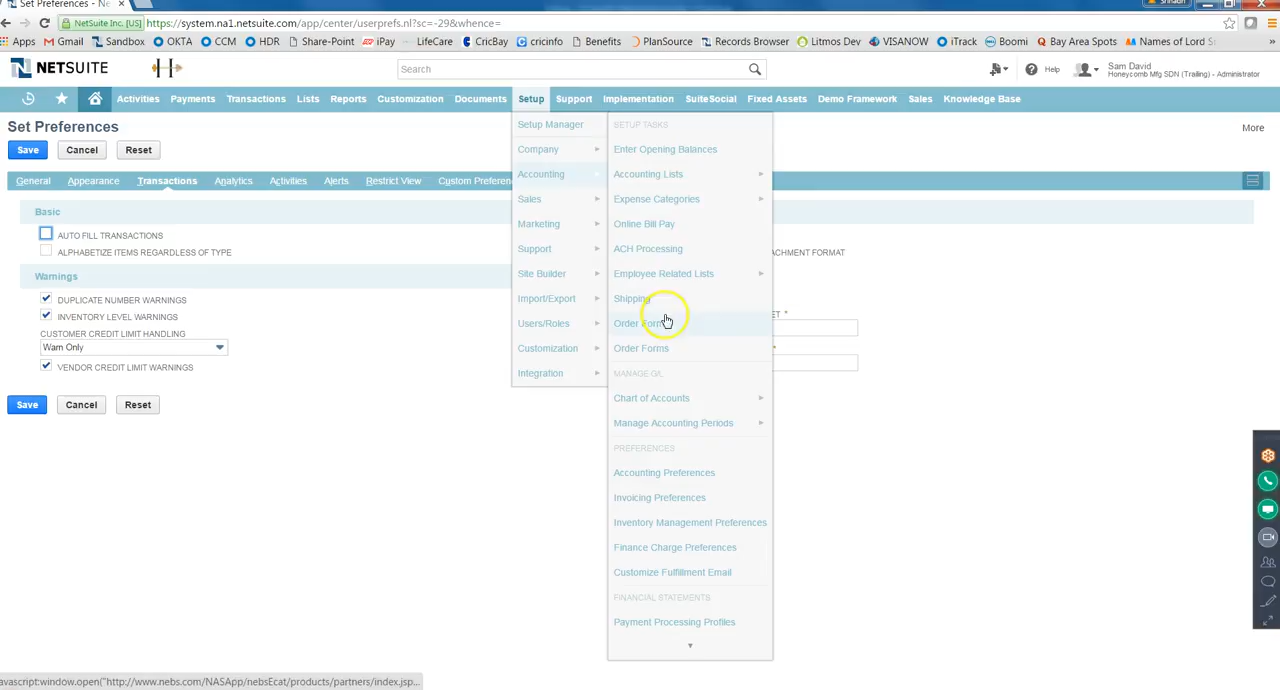 Set Preferences - Net
Srihadri
NetSuite Inc. [US] https://system.na1.netsuite.com/app/center/userprefs.nl?sc=-29&whence=
Apps Gmail Sandbox OKTA CCM HDR Share-Point iPay LifeCare CricBay cricinfo Benefits PlanSource Records Browser Litmos Dev VISANOW iTrack Boomi Bay Area Spots Names of Lord S »
NETSUITE
Search
Help
Sam David
Honeycomb Mfg SDN (Trailing) - Administrator
Activities Payments Transactions Lists Reports Customization Documents Setup Support Implementation SuiteSocial Fixed Assets Demo Framework Sales Knowledge Base
Set Preferences
More
Save Cancel Reset
General Appearance Transactions Analytics Activities Alerts Restrict View Custom Preferen
Basic
AUTO FILL TRANSACTIONS
ALPHABETIZE ITEMS REGARDLESS OF TYPE
Warnings
DUPLICATE NUMBER WARNINGS
INVENTORY LEVEL WARNINGS
CUSTOMER CREDIT LIMIT HANDLING
Warn Only
VENDOR CREDIT LIMIT WARNINGS
Save Cancel Reset
Setup Manager
Company
Accounting
Sales
Marketing
Support
Site Builder
Import/Export
Users/Roles
Customization
Integration
SETUP TASKS
Enter Opening Balances
Accounting Lists
Expense Categories
Online Bill Pay
ACH Processing
Employee Related Lists
Shipping
Order Forms
Order Forms
MANAGE G/L
Chart of Accounts
Manage Accounting Periods
PREFERENCES
Accounting Preferences
Invoicing Preferences
Inventory Management Preferences
Finance Charge Preferences
Customize Fulfillment Email
FINANCIAL STATEMENTS
Payment Processing Profiles
ACHMENT FORMAT
ET *
*
javascript:window.open("http://www.nebs.com/NASApp/nebsEcat/products/partners/index.jsp...